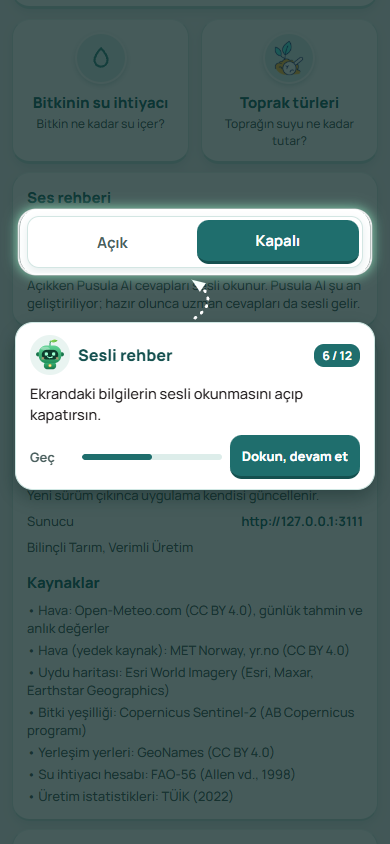 Bitkinin su ihtiyacı
Bitkin ne kadar su içer?
Toprak türleri
Toprağın suyu ne kadar
tutar?
Ses rehberi
Açık
Kapalı
Açıkken Pusula AI cevapları sesli okunur. Pusula AI şu an
geliştiriliyor; hazır olunca uzman cevapları da sesli gelir.
Sesli rehber
6 / 12
Ekrandaki bilgilerin sesli okunmasını açıp
kapatırsın.
Geç
Dokun, devam et
Yeni sürüm çıkınca uygulama kendisi güncellenir.
Sunucu
http://127.0.0.1:3111
Bilinçli Tarım, Verimli Üretim
Kaynaklar
• Hava: Open-Meteo.com (CC BY 4.0), günlük tahmin ve
anlık değerler
• Hava (yedek kaynak): MET Norway, yr.no (CC BY 4.0)
• Uydu haritası: Esri World Imagery (Esri, Maxar,
Earthstar Geographics)
• Bitki yeşilliği: Copernicus Sentinel-2 (AB Copernicus
programı)
• Yerleşim yerleri: GeoNames (CC BY 4.0)
• Su ihtiyacı hesabı: FAO-56 (Allen vd., 1998)
• Üretim istatistikleri: TÜİK (2022)